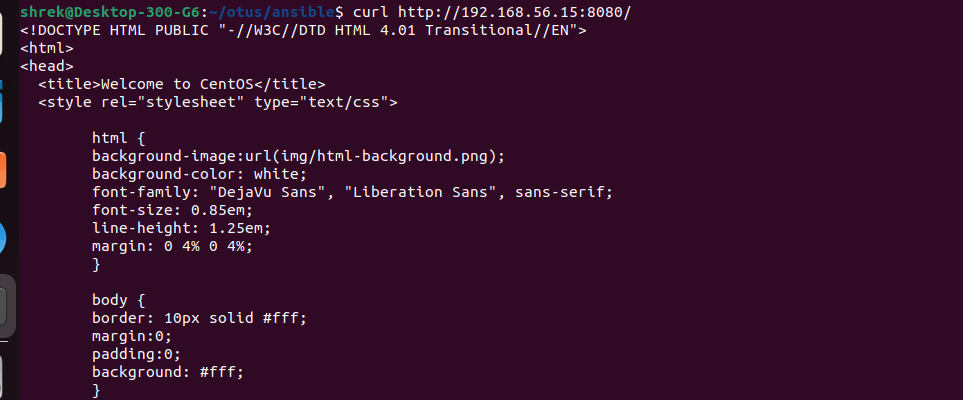 shrek@Desktop-300-G6:~/otus/ansible$ curl http://192.168.56.15:8080/
<!DOCTYPE HTML PUBLIC "-//W3C//DTD HTML 4.01 Transitional//EN">
<html>
<head>
  <title>Welcome to CentOS</title>
  <style rel="stylesheet" type="text/css">

        html {
        background-image:url(img/html-background.png);
        background-color: white;
        font-family: "DejaVu Sans", "Liberation Sans", sans-serif;
        font-size: 0.85em;
        line-height: 1.25em;
        margin: 0 4% 0 4%;
        }

        body {
        border: 10px solid #fff;
        margin:0;
        padding:0;
        background: #fff;
        }